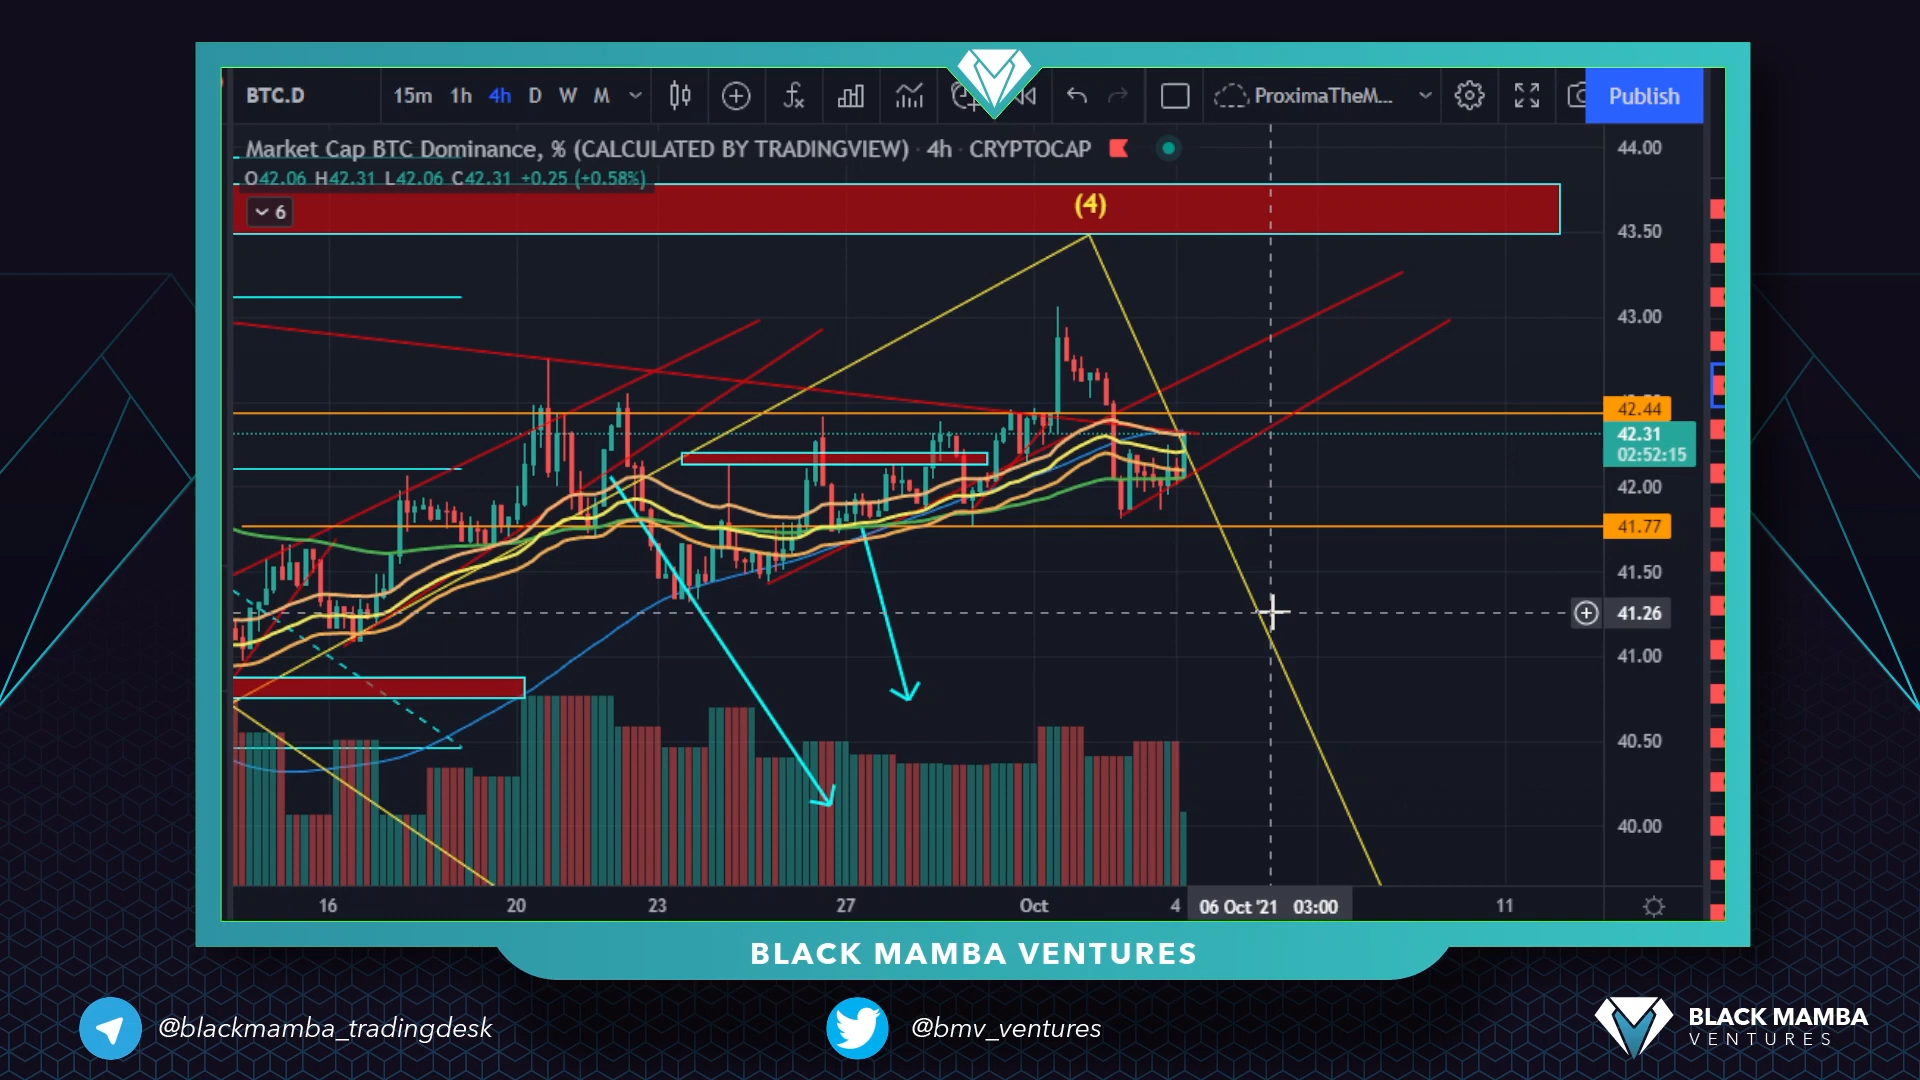 BTC.D 15m 1h 4h D W M ProximaTheM... Publish
Market Cap BTC Dominance, % (CALCULATED BY TRADINGVIEW) · 4h · CRYPTOCAP
O42.06 H42.31 L42.06 C42.31 +0.25 (+0.58%)
6
(4)
44.00
43.50
43.00
42.44
42.31
02:52:15
42.00
41.77
41.50
41.26
41.00
40.50
40.00
16 20 23 27 Oct 4 06 Oct '21 03:00 11
BLACK MAMBA VENTURES
@blackmamba_tradingdesk
@bmv_ventures
BLACK MAMBA
VENTURES